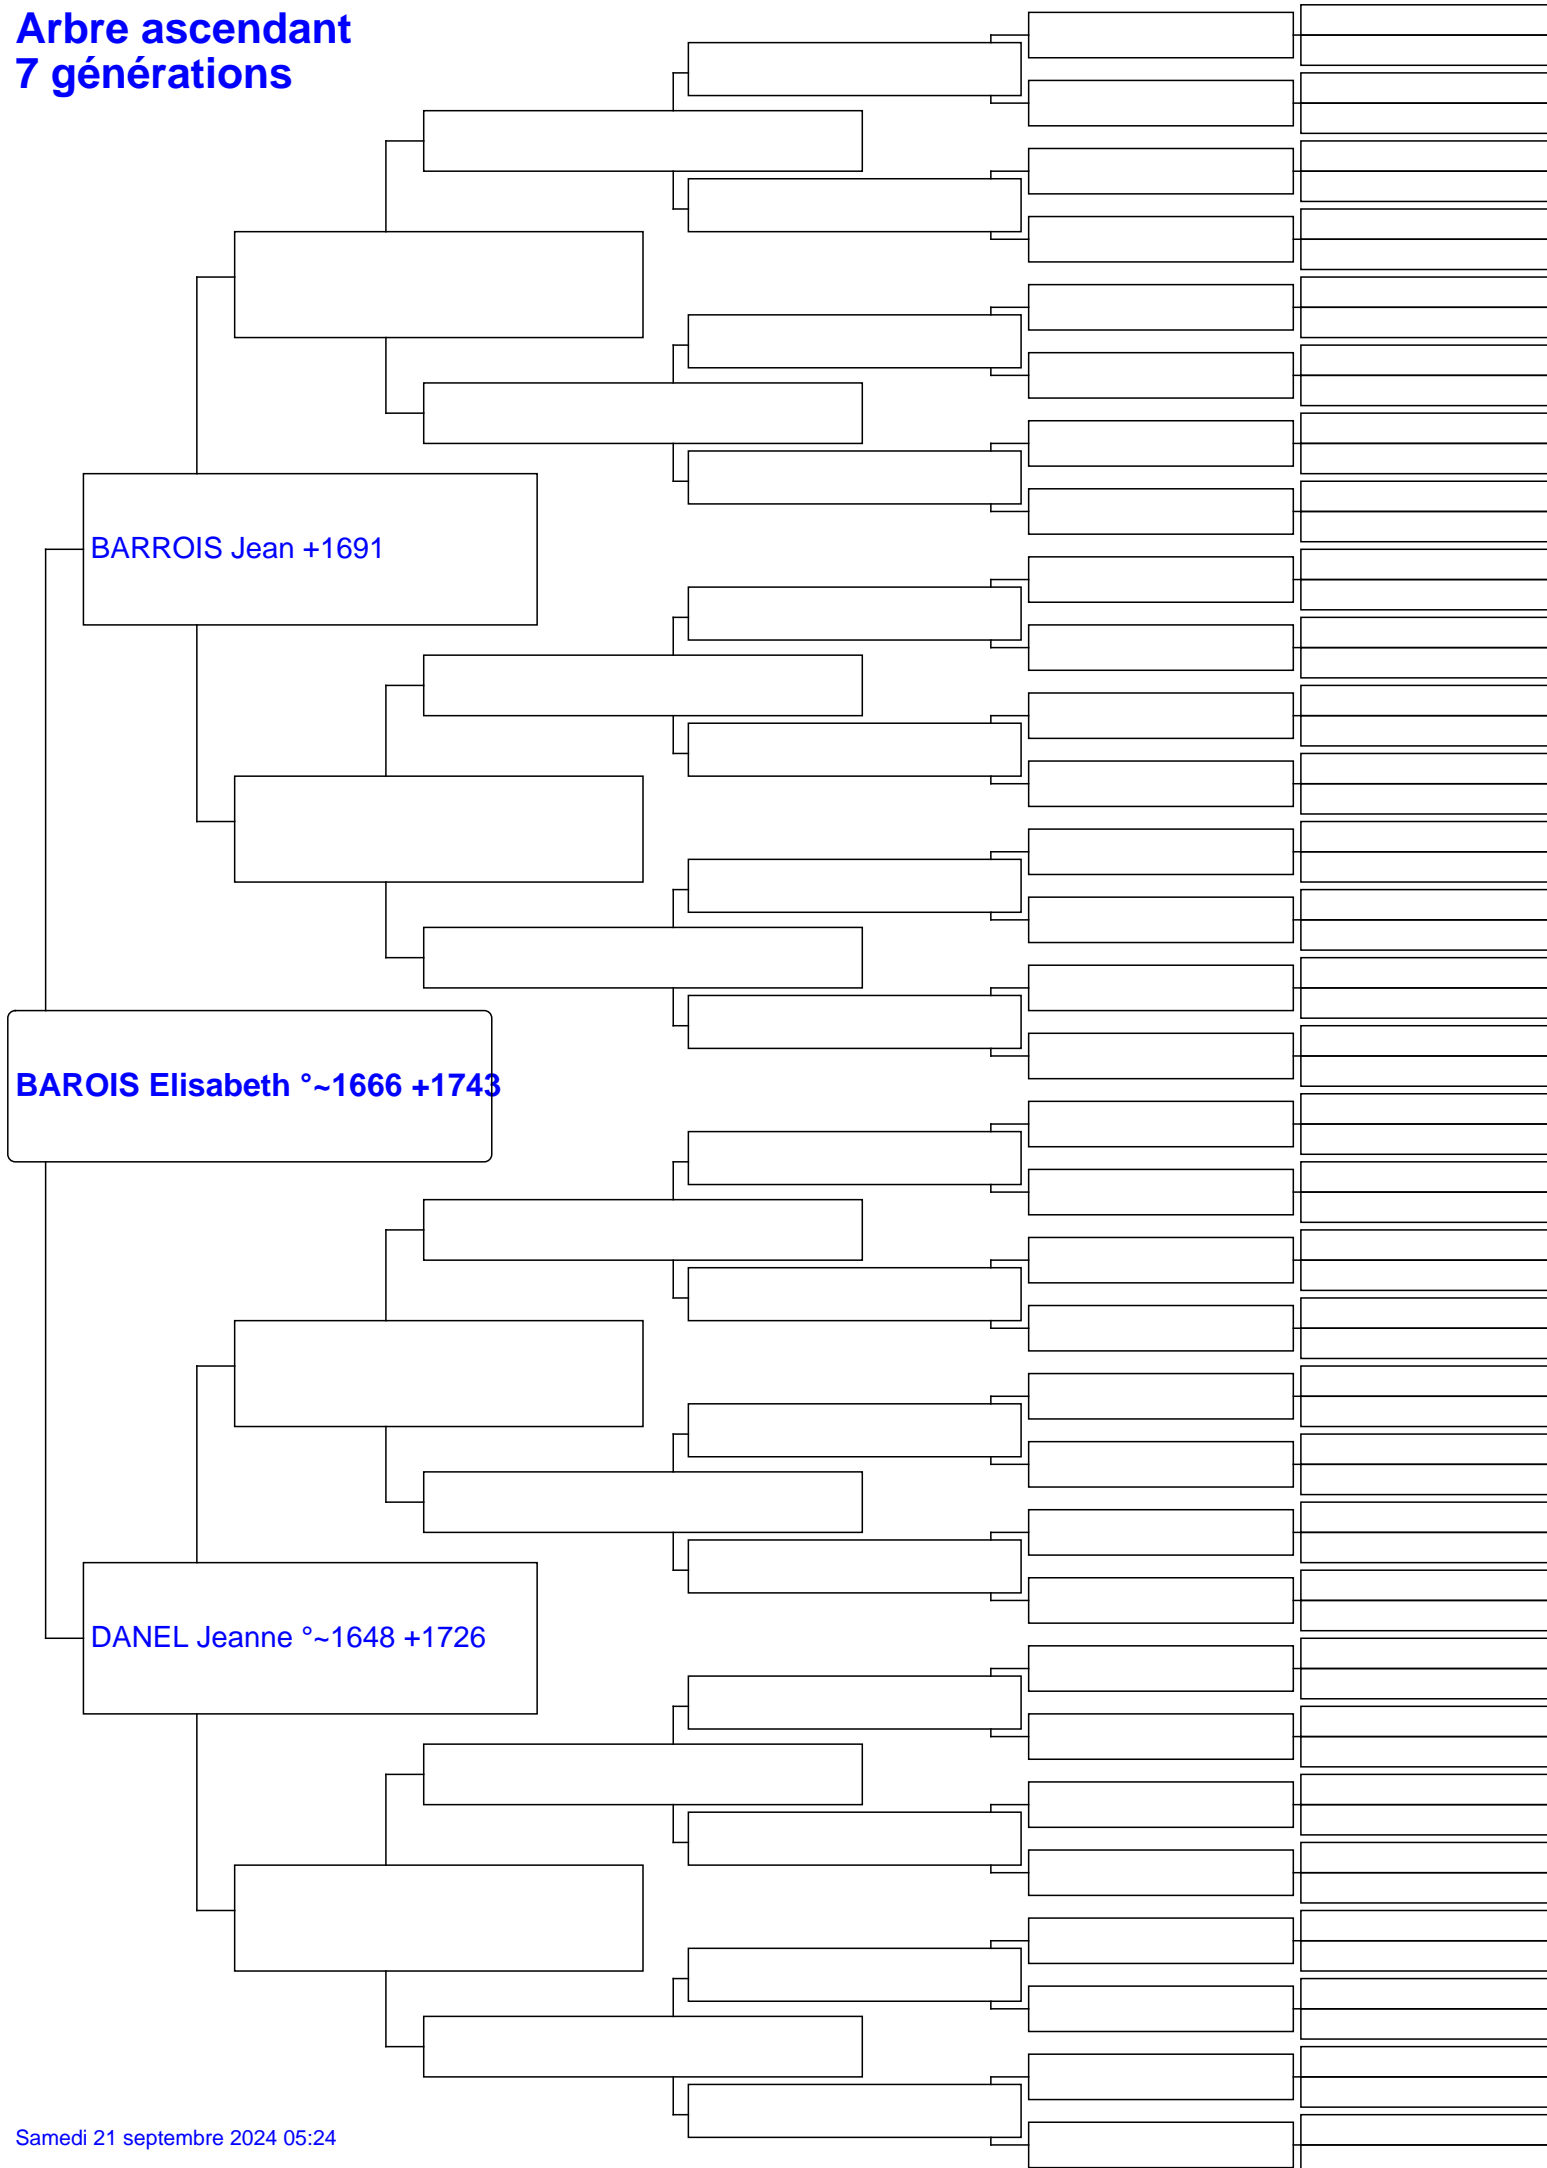 Arbre ascendant
7 générations
BARROIS Jean +1691
BAROIS Elisabeth °~1666 +1743
DANEL Jeanne °~1648 +1726
Samedi 21 septembre 2024 05:24